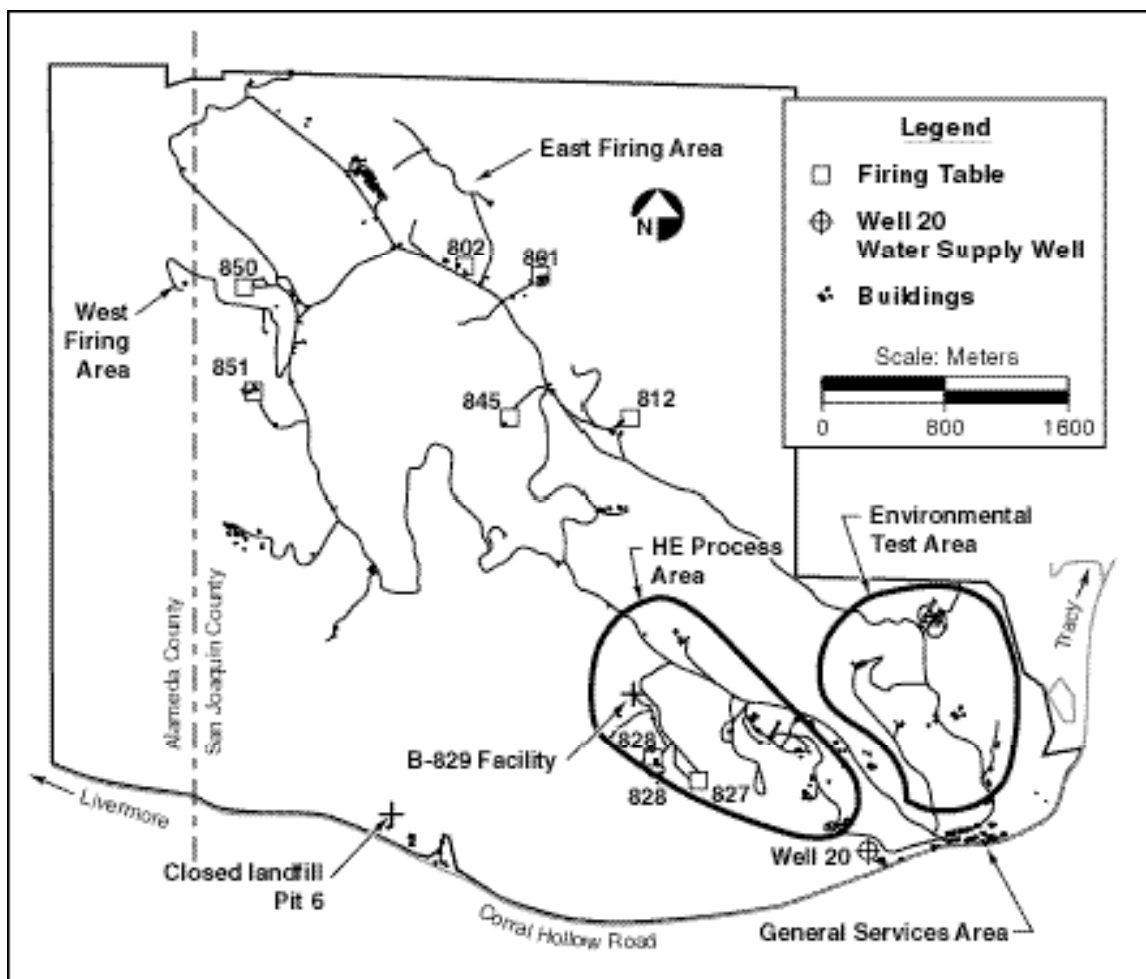 Legend
Firing Table
Well 20
Water Supply Well
Buildings
Scale: Meters
0 800 1600
East Firing Area
N
802
861
850
West
Firing
Area
851
845
812
Environmental
Test Area
HE Process
Area
Tracy
Alameda County
San Joaquin County
B-829 Facility
828
828
827
Livermore
Closed landfill
Pit 6
Well 20
Corral Hollow Road
General Services Area